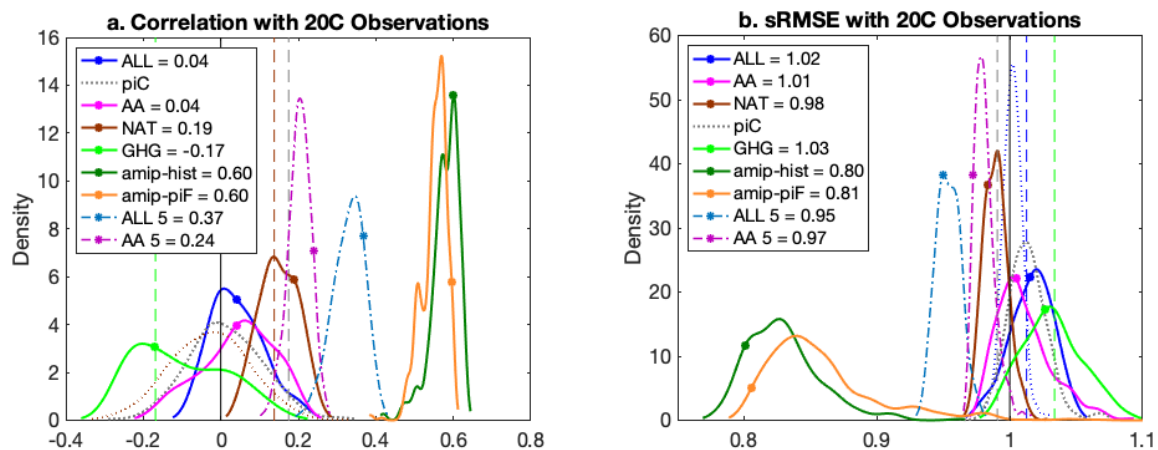 a. Correlation with 20C Observations
16
14
12
10
8
6
4
2
0
Density
ALL = 0.04
piC
AA = 0.04
NAT = 0.19
GHG = -0.17
amip-hist = 0.60
amip-piF = 0.60
ALL 5 = 0.37
AA 5 = 0.24
-0.4
-0.2
0
0.2
0.4
0.6
0.8
b. sRMSE with 20C Observations
60
50
40
30
20
10
0
Density
ALL = 1.02
AA = 1.01
NAT = 0.98
piC
GHG = 1.03
amip-hist = 0.80
amip-piF = 0.81
ALL 5 = 0.95
AA 5 = 0.97
0.8
0.9
1
1.1